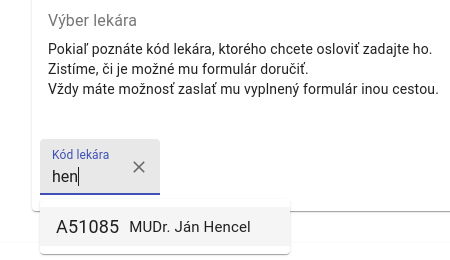 Výber lekára
Pokiaľ poznáte kód lekára, ktorého chcete osloviť zadajte ho.
Zistíme, či je možné mu formulár doručiť.
Vždy máte možnosť zaslať mu vyplnený formulár inou cestou.
Kód lekára
hen
A51085 MUDr. Ján Hencel